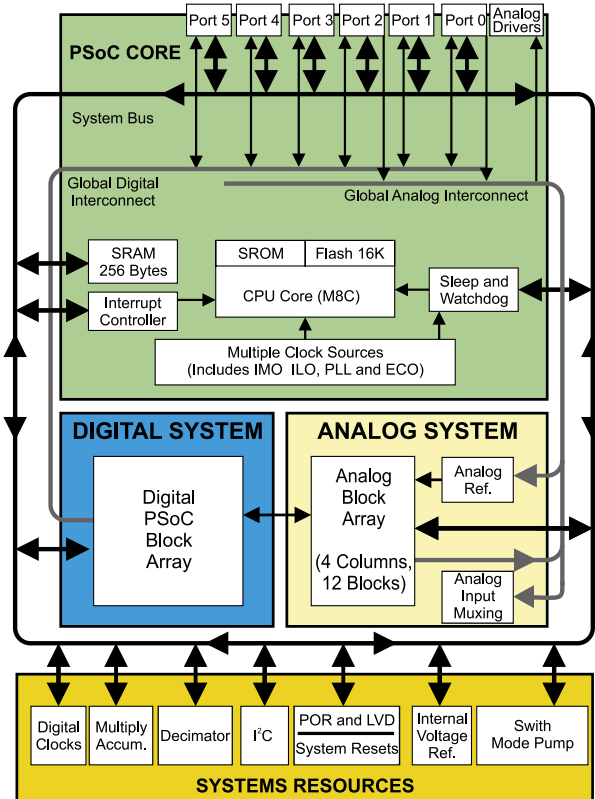 Port 5 Port 4 Port 3 Port 2 Port 1 Port 0 Analog
Drivers
PSoC CORE
System Bus
Global Digital
Interconnect
Global Analog Interconnect
SRAM
256 Bytes
SROM Flash 16K
CPU Core (M8C)
Sleep and
Watchdog
Interrupt
Controller
Multiple Clock Sources
(Includes IMO ILO, PLL and ECO)
DIGITAL SYSTEM
Digital
PSoC
Block
Array
ANALOG SYSTEM
Analog
Block
Array
(4 Columns,
12 Blocks)
Analog
Ref.
Analog
Input
Muxing
Digital
Clocks
Multiply
Accum.
Decimator
I²C
POR and LVD
System Resets
Internal
Voltage
Ref.
Swith
Mode Pump
SYSTEMS RESOURCES